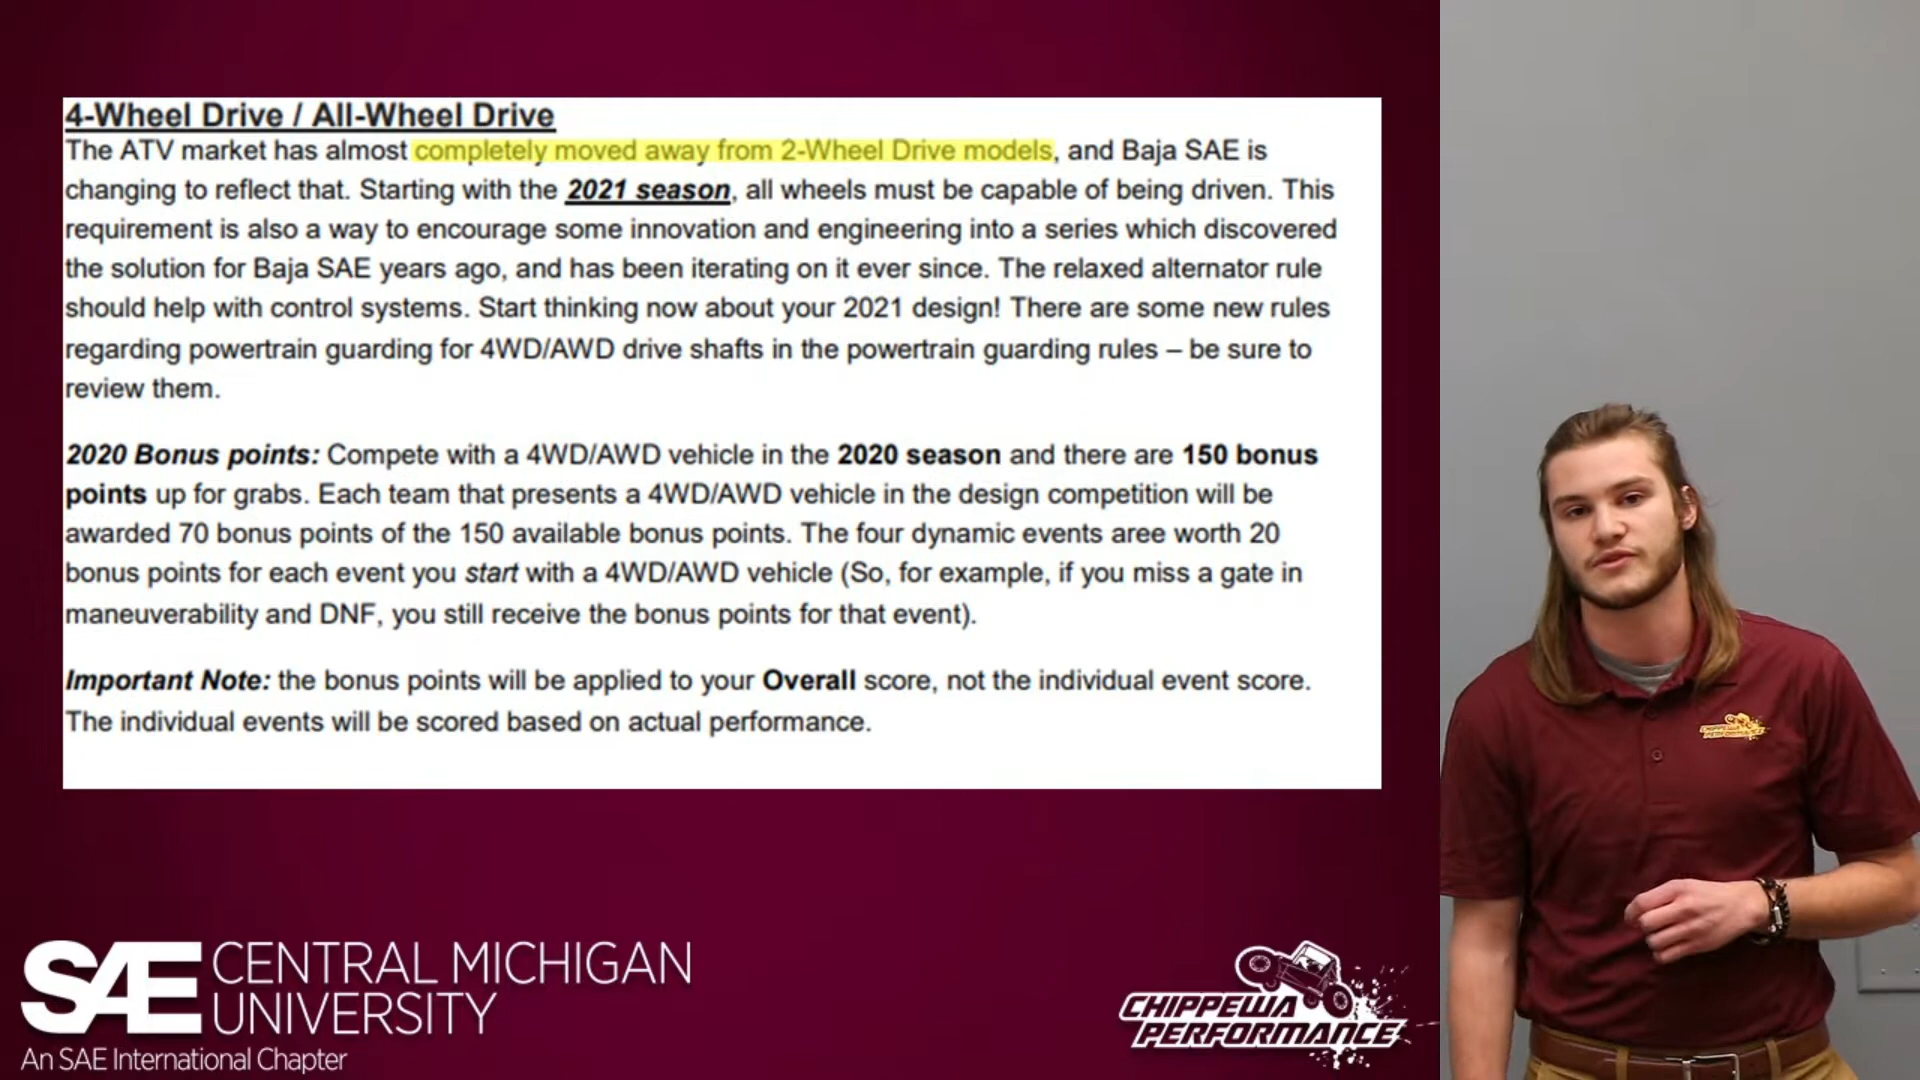 4-Wheel Drive / All-Wheel Drive
The ATV market has almost completely moved away from 2-Wheel Drive models, and Baja SAE is
changing to reflect that. Starting with the 2021 season, all wheels must be capable of being driven. This
requirement is also a way to encourage some innovation and engineering into a series which discovered
the solution for Baja SAE years ago, and has been iterating on it ever since. The relaxed alternator rule
should help with control systems. Start thinking now about your 2021 design! There are some new rules
regarding powertrain guarding for 4WD/AWD drive shafts in the powertrain guarding rules – be sure to
review them.
2020 Bonus points: Compete with a 4WD/AWD vehicle in the 2020 season and there are 150 bonus
points up for grabs. Each team that presents a 4WD/AWD vehicle in the design competition will be
awarded 70 bonus points of the 150 available bonus points. The four dynamic events aree worth 20
bonus points for each event you start with a 4WD/AWD vehicle (So, for example, if you miss a gate in
maneuverability and DNF, you still receive the bonus points for that event).
Important Note: the bonus points will be applied to your Overall score, not the individual event score.
The individual events will be scored based on actual performance.
CHIPPEWA
PERFORMANCE
SAE CENTRAL MICHIGAN
UNIVERSITY
An SAE International Chapter
CHIPPEWA
PERFORMANCE